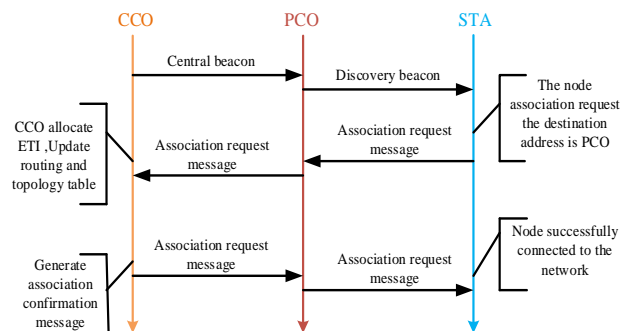 CCO
PCO
STA
Central beacon
Discovery beacon
The node
association request
the destination
address is PCO
CCO allocate
ETI ,Update
routing and
topology table
Association request
message
Association request
message
Node successfully
connected to the
network
Generate
association
confirmation
message
Association request
message
Association request
message